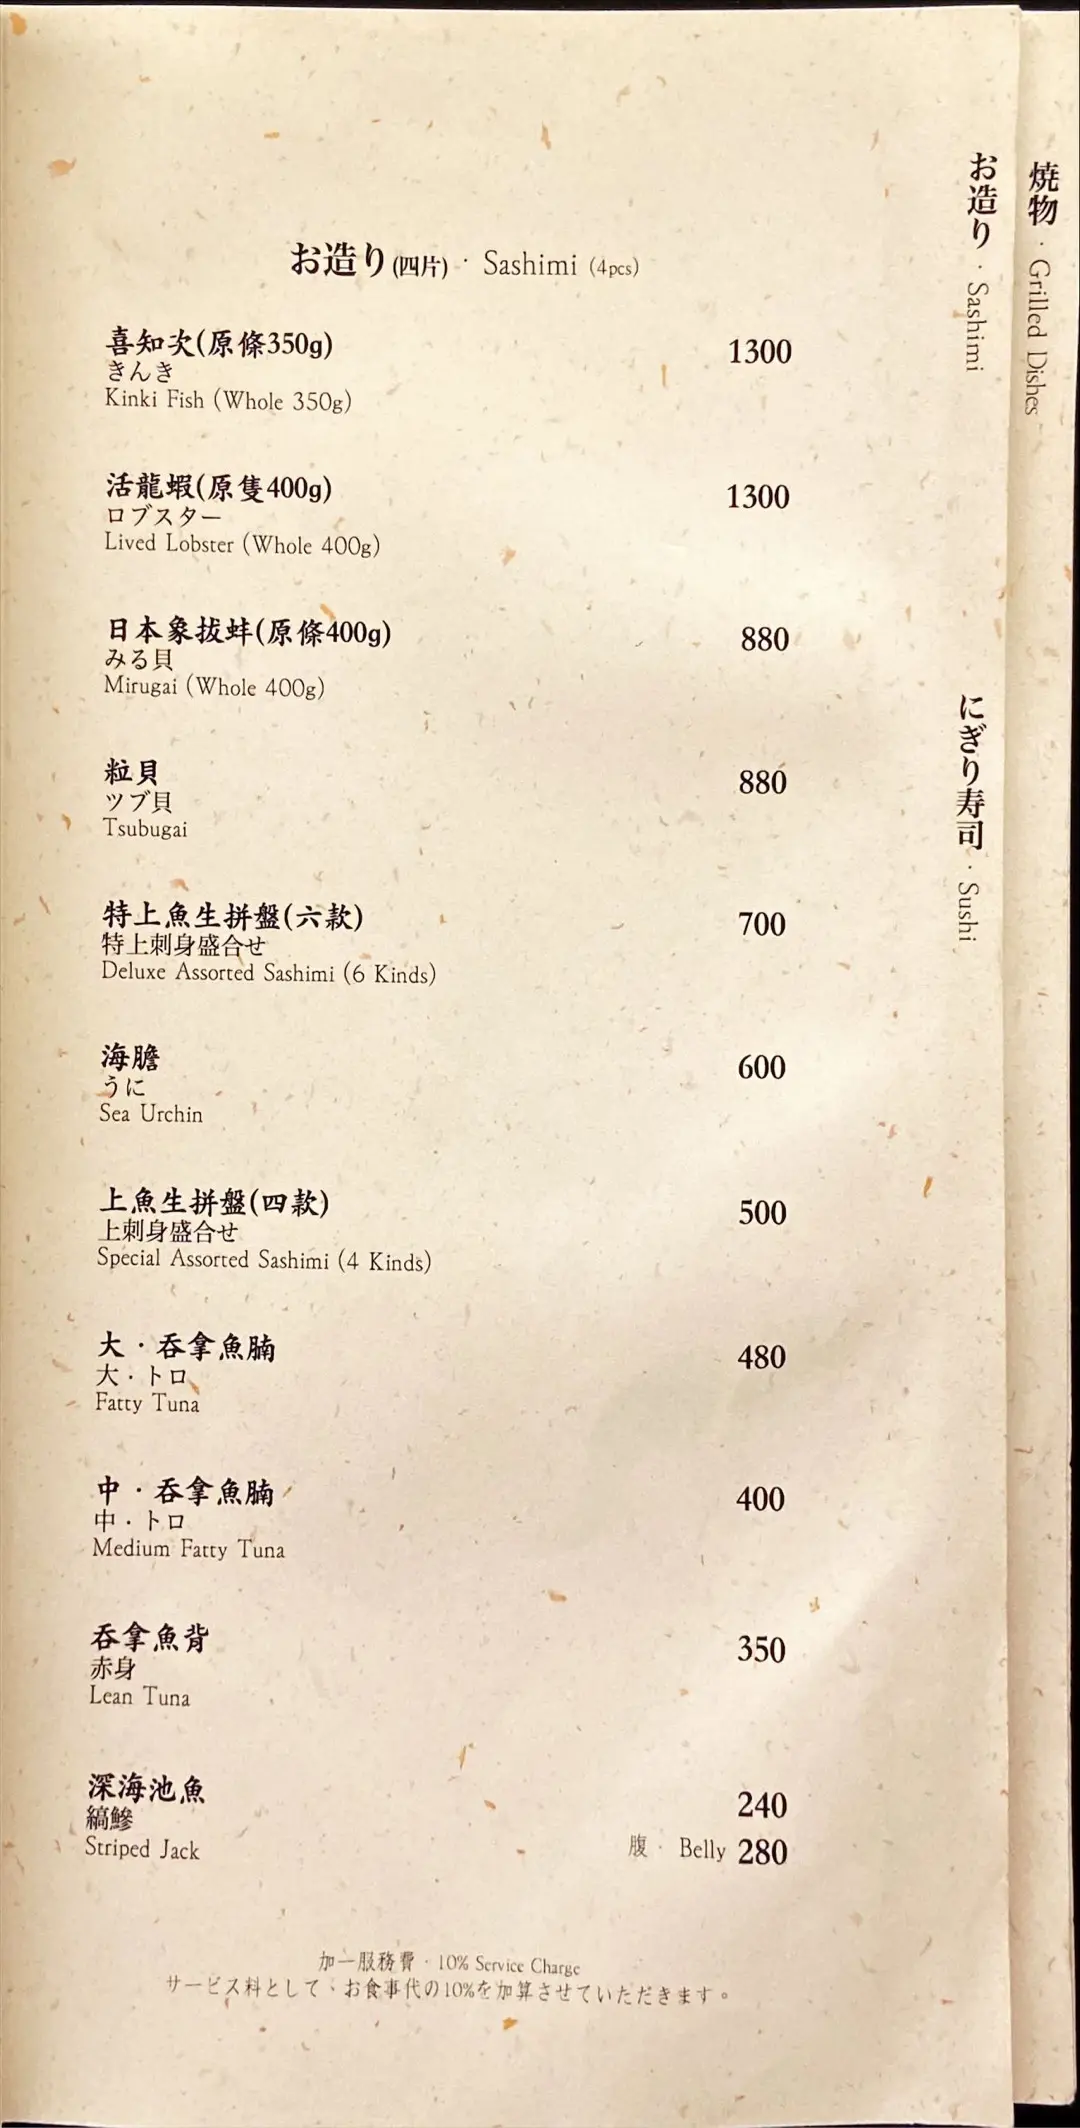 お造り(四片)· Sashimi (4pcs)
喜知次(原條350g)
きんき
Kinki Fish (Whole 350g)
1300
活龍蝦(原隻400g)
ロブスター
Lived Lobster (Whole 400g)
1300
日本象拔蚌(原條400g)
みる貝
Mirugai (Whole 400g)
880
粒貝
ツブ貝
Tsubugai
880
特上魚生拼盤(六款)
特上刺身盛合せ
Deluxe Assorted Sashimi (6 Kinds)
700
海膽
うに
Sea Urchin
600
上魚生拼盤(四款)
上刺身盛合せ
Special Assorted Sashimi (4 Kinds)
500
大·吞拿魚腩
大·トロ
Fatty Tuna
480
中·吞拿魚腩
中·トロ
Medium Fatty Tuna
400
吞拿魚背
赤身
Lean Tuna
350
深海池魚
縞鰺
Striped Jack
240
腹· Belly 280
加一服務費·10% Service Charge
サービス料として、お食事代の10%を加算させていただきます。
お造り·Sashimi
にぎり寿司·Sushi
焼物·Grilled Dishes